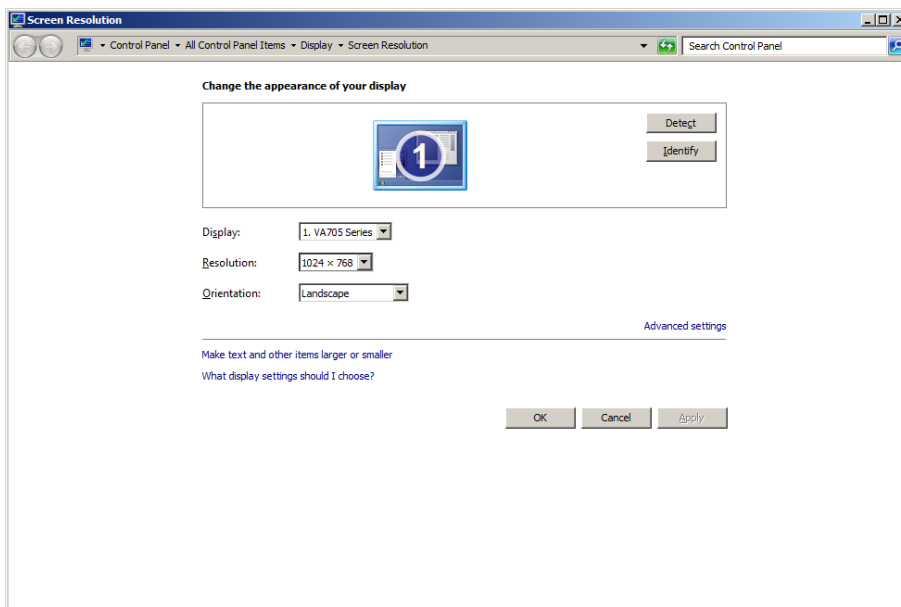 Screen Resolution
Control Panel All Control Panel Items Display Screen Resolution Search Control Panel
Change the appearance of your display
1
Detect
Identify
Display: 1. VA705 Series
Resolution: 1024 × 768
Orientation: Landscape
Advanced settings
Make text and other items larger or smaller
What display settings should I choose?
OK Cancel Apply